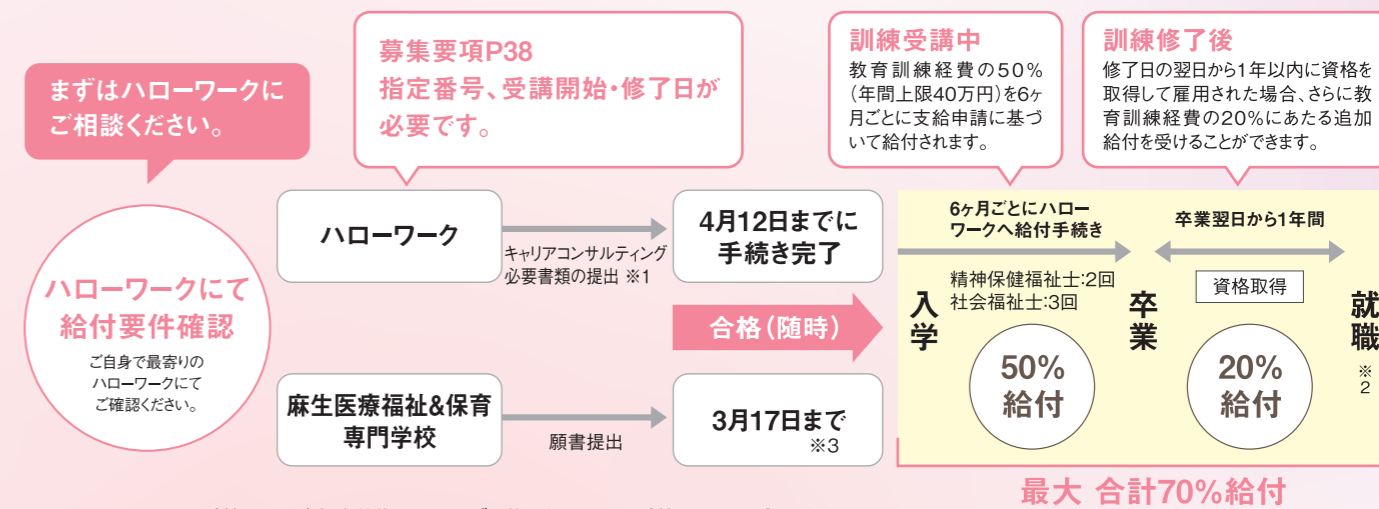 まずはハローワークに
ご相談ください。
募集要項P38
指定番号、受講開始・修了日が
必要です。
訓練受講中
教育訓練経費の50%
(年間上限40万円)を6ヶ
月ごとに支給申請に基づ
いて給付されます。
訓練修了後
修了日の翌日から1年以内に資格を
取得して雇用された場合、さらに教
育訓練経費の20%にあたる追加
給付を受けることができます。
ハローワークにて
給付要件確認
ご自身で最寄りの
ハローワークにて
ご確認ください。
ハローワーク
キャリアコンサルティング
必要書類の提出 ※1
4月12日までに
手続き完了
合格(随時)
麻生医療福祉&保育
専門学校
願書提出
3月17日まで
※3
入学
6ヶ月ごとにハロー
ワークへ給付手続き
精神保健福祉士:2回
社会福祉士:3回
50%
給付
卒業
卒業翌日から1年間
資格取得
20%
給付
就職
※2
最大 合計70%給付